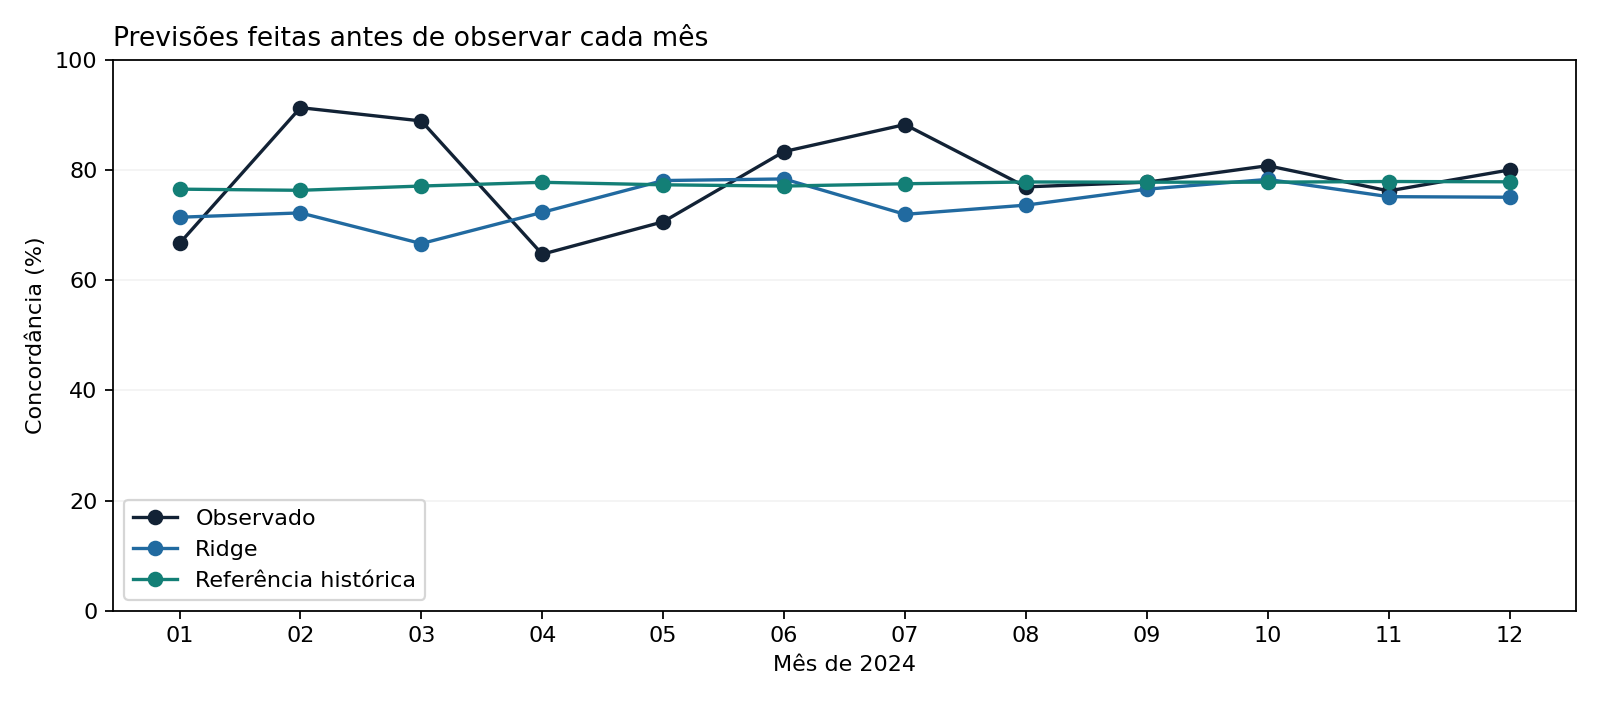 Previsões feitas antes de observar cada mês
Concordância (%)
100
80
60
40
20
0
Observado
Ridge
Referência histórica
01 02 03 04 05 06 07 08 09 10 11 12
Mês de 2024